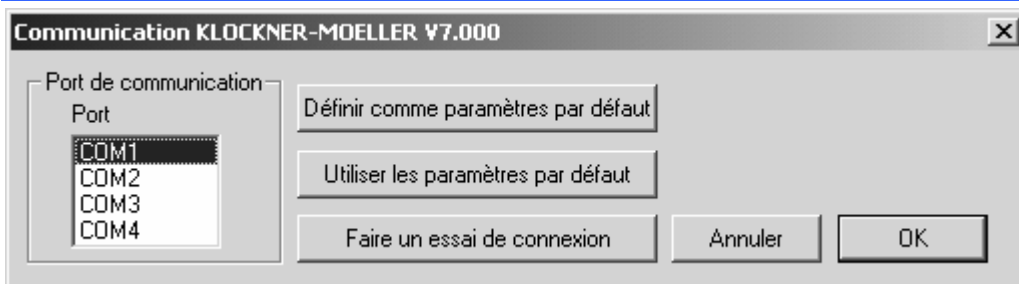 Communication KLOCKNER-MOELLER V7.000
Port de communication
Port
COM1
COM2
COM3
COM4
Définir comme paramètres par défaut
Utiliser les paramètres par défaut
Faire un essai de connexion
Annuler
OK